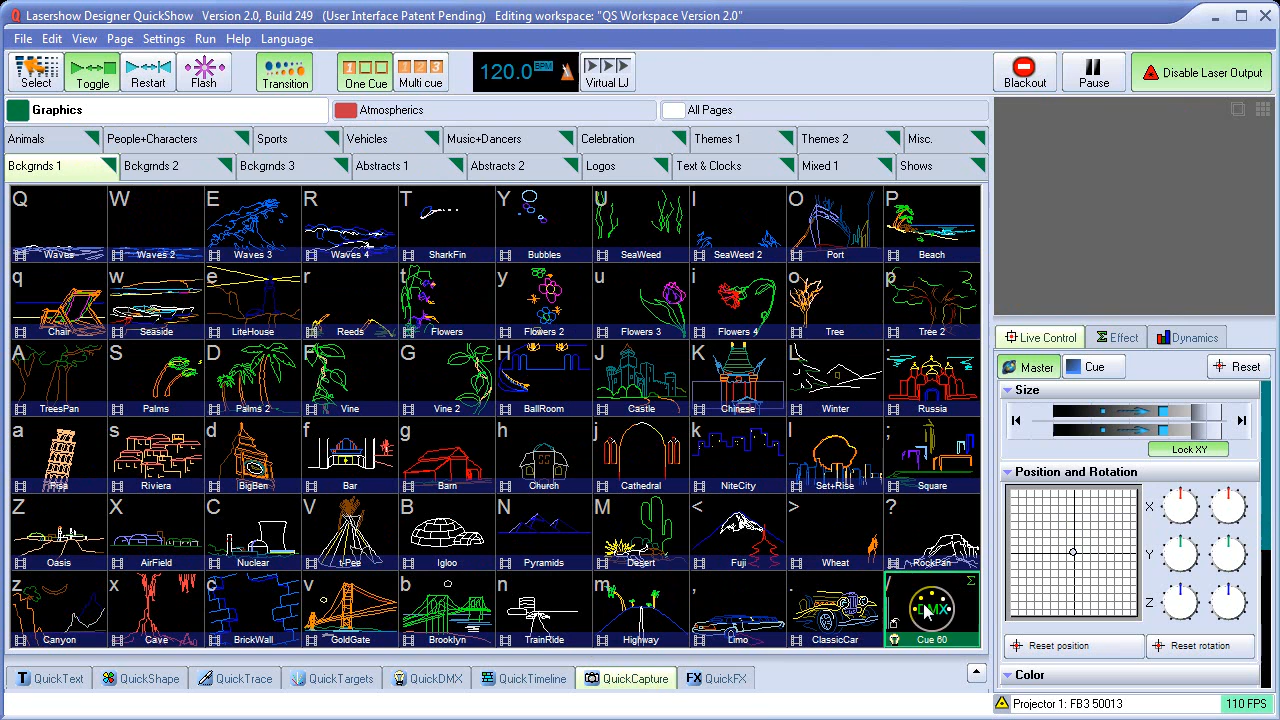 Lasershow Designer QuickShow Version 2.0, Build 249 (User Interface Patent Pending) Editing workspace: "QS Workspace Version 2.0"
File Edit View Page Settings Run Help Language
Select Toggle Restart Flash Transition One Cue Multi cue 120.0 BPM Virtual LJ Blackout Pause Disable Laser Output
Graphics Atmospherics All Pages
Animals People+Characters Sports Vehicles Music+Dancers Celebration Themes 1 Themes 2 Misc.
Bckgrnds 1 Bckgrnds 2 Bckgrnds 3 Abstracts 1 Abstracts 2 Logos Text & Clocks Mixed 1 Shows
Q W E R T Y U I O P
Waves Waves 2 Waves 3 Waves 4 SharkFin Bubbles SeaWeed SeaWeed 2 Port Beach
q w e r t y u i o p
Chair Seaside LiteHouse Reeds Flowers Flowers 2 Flowers 3 Flowers 4 Tree Tree 2
A S D F G H J K L :
TreesPan Palms Palms 2 Vine Vine 2 BallRoom Castle Chinese Winter Russia
a s d f g h j k l ;
Riviera BigBen Bar Barn Church Cathedral NiteCity Set+Rise Square
Z X C V B N M < > ?
Oasis AirField Nuclear t-Pee Igloo Pyramids Desert Fuji Wheat RockPan
z x c v b n m , .
DMX
Canyon Cave BrickWall GoldGate Brooklyn TrainRide Highway Limo ClassicCar Cue 60
QuickText QuickShape QuickTrace QuickTargets QuickDMX QuickTimeline QuickCapture QuickFX
Live Control Effect Dynamics
Master Cue Reset
Size
Lock XY
Position and Rotation
X
Y
Z
Reset position Reset rotation
Color
Projector 1: FB3 50013 110 FPS